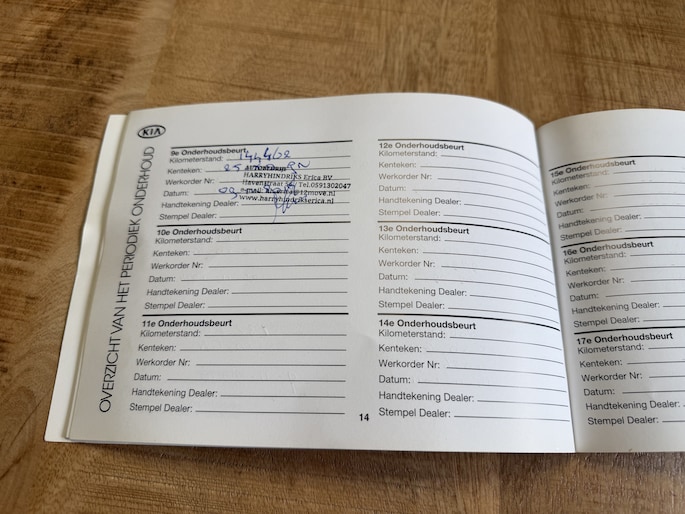 KIA
OVERZICHT VAN HET PERIODIEK ONDERHOUD
9e Onderhoudsbeurt
Kilometerstand:
Kenteken:
Werkorder Nr:
Datum:
Handtekening Dealer:
Stempel Dealer:
HARRYHINDRIKS Erica BV
Tel.0591302047
www.harryhindrikserica.nl
10e Onderhoudsbeurt
Kilometerstand:
Kenteken:
Werkorder Nr:
Datum:
Handtekening Dealer:
Stempel Dealer:
11e Onderhoudsbeurt
Kilometerstand:
Kenteken:
Werkorder Nr:
Datum:
Handtekening Dealer:
Stempel Dealer:
12e Onderhoudsbeurt
Kilometerstand:
Kenteken:
Werkorder Nr:
Datum:
Handtekening Dealer:
Stempel Dealer:
13e Onderhoudsbeurt
Kilometerstand:
Kenteken:
Werkorder Nr:
Datum:
Handtekening Dealer:
Stempel Dealer:
14e Onderhoudsbeurt
Kilometerstand:
Kenteken:
Werkorder Nr:
Datum:
Handtekening Dealer:
Stempel Dealer:
14
15e Onderhoudsbeurt
Kilometerstand:
Kenteken:
Werkorder Nr:
Datum:
Handtekening Dealer:
Stempel Dealer:
16e Onderhoudsbeurt
Kilometerstand:
Kenteken:
Werkorder Nr:
Datum:
Handtekening Dealer:
Stempel Dealer:
17e Onderhoudsbeurt
Kilometerstand:
Kenteken:
Werkorder Nr:
Datum:
Handtekening Dealer:
Stempel Dealer: